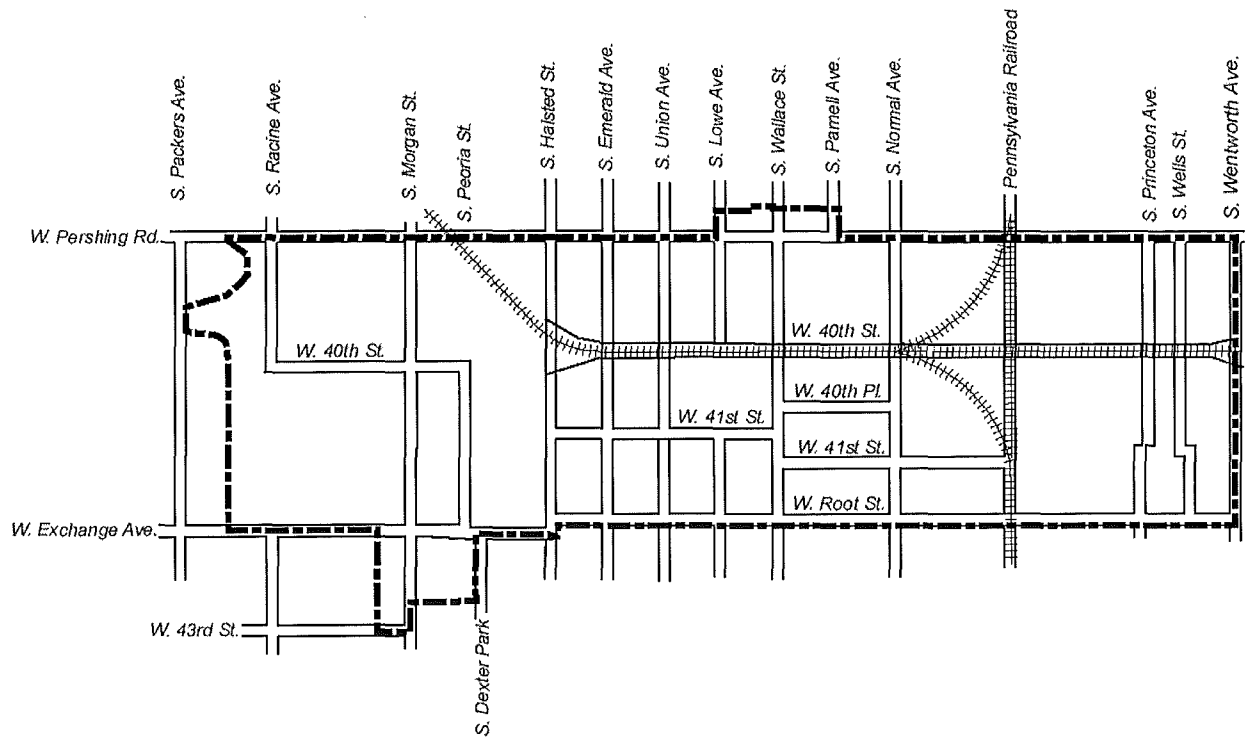 S. Packers Ave.
S. Racine Ave.
S. Morgan St.
S. Peoria St.
S. Halsted St.
S. Emerald Ave.
S. Union Ave.
S. Lowe Ave.
S. Wallace St.
S. Parnell Ave.
S. Normal Ave.
Pennsylvania Railroad
S. Princeton Ave.
S. Wells St.
S. Wentworth Ave.
W. Pershing Rd.
W. 40th St.
W. 40th St.
W. 40th Pl.
W. 41st St.
W. 41st St.
W. Root St.
W. Exchange Ave.
W. 43rd St.
S. Dexter Park